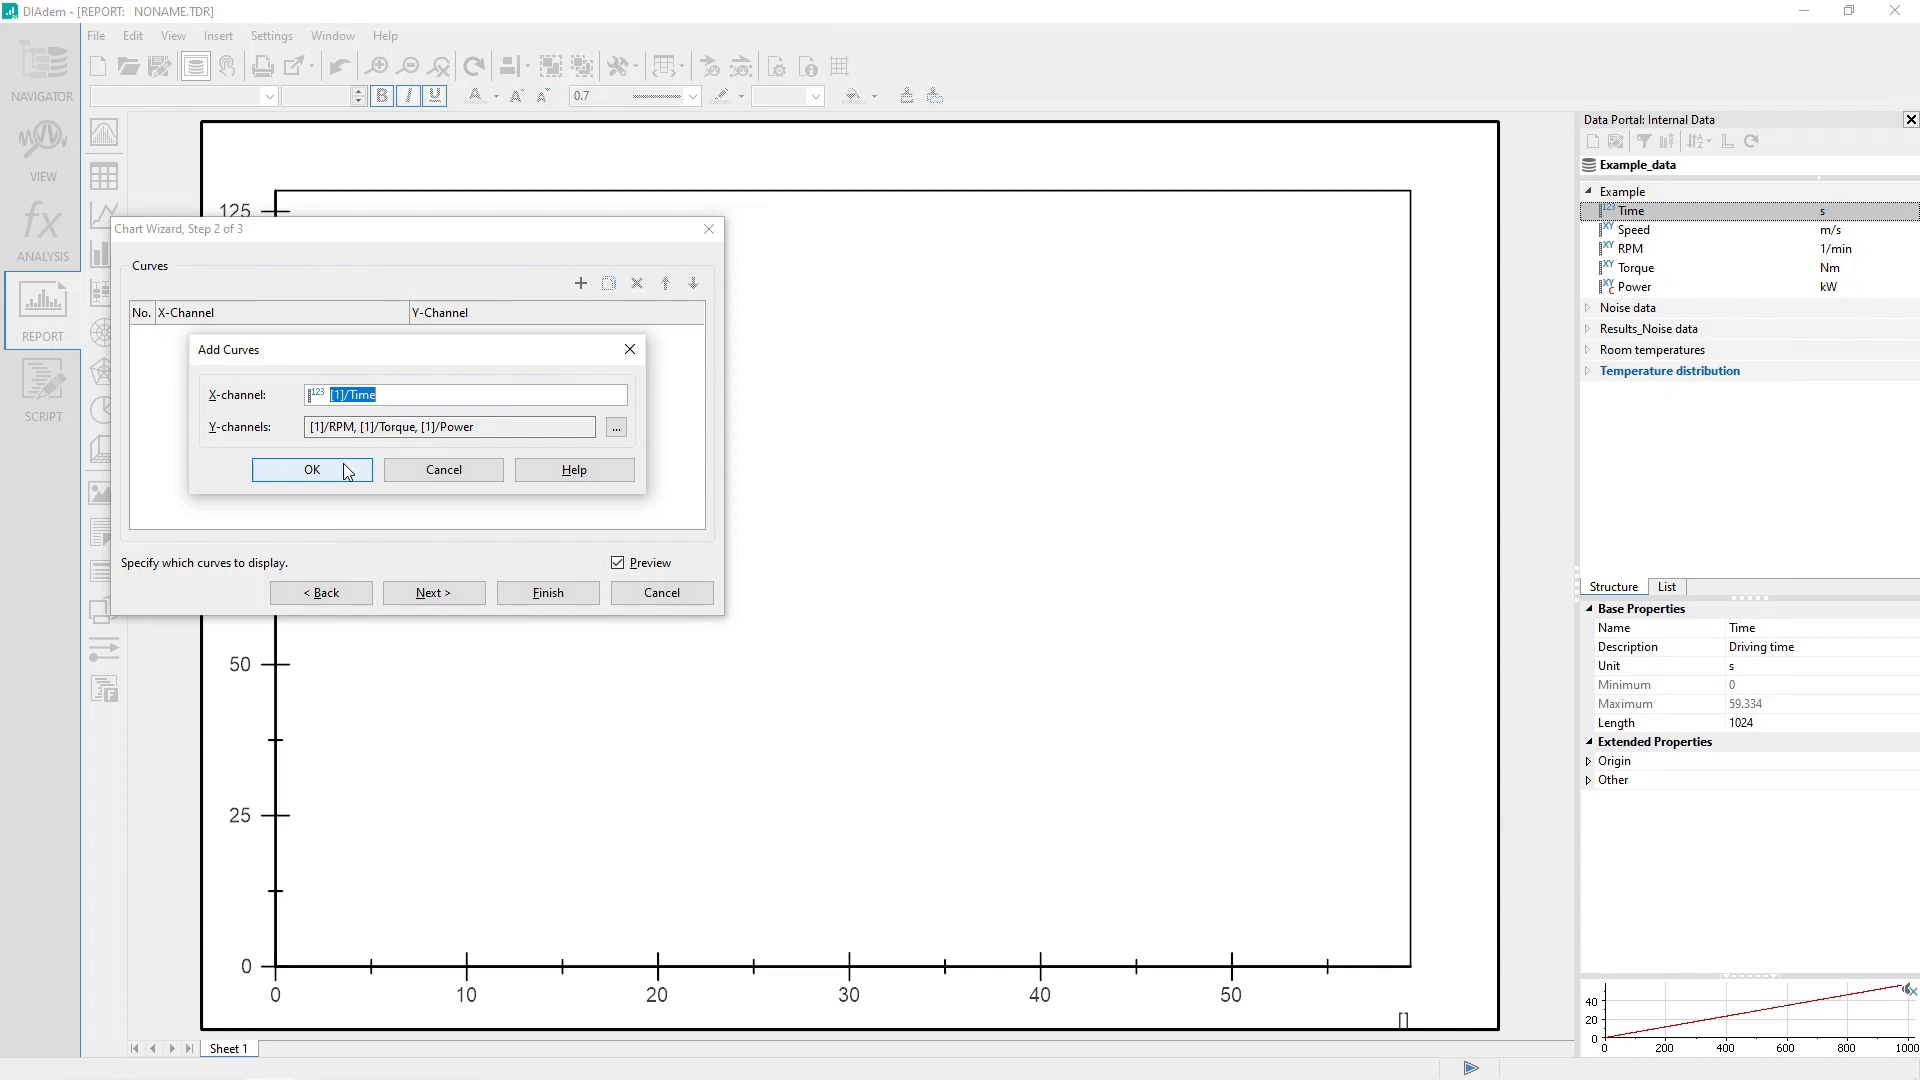 DIAdem - [REPORT: NONAME.TDR]
File Edit View Insert Settings Window Help
NAVIGATOR
VIEW
ANALYSIS
REPORT
SCRIPT
B I U
0.7
Chart Wizard, Step 2 of 3
Curves
No. X-Channel Y-Channel
Add Curves
X-channel: [1]/Time
Y-channels: [1]/RPM, [1]/Torque, [1]/Power ...
OK Cancel Help
Specify which curves to display. Preview
< Back Next > Finish Cancel
125
50
25
0
0 10 20 30 40 50
[]
Sheet 1
Data Portal: Internal Data
Example_data
Example
Time s
Speed m/s
RPM 1/min
Torque Nm
Power kW
Noise data
Results_Noise data
Room temperatures
Temperature distribution
Structure List
Base Properties
Name Time
Description Driving time
Unit s
Minimum 0
Maximum 59.334
Length 1024
Extended Properties
Origin
Other
40
20
0
0 200 400 600 800 1000